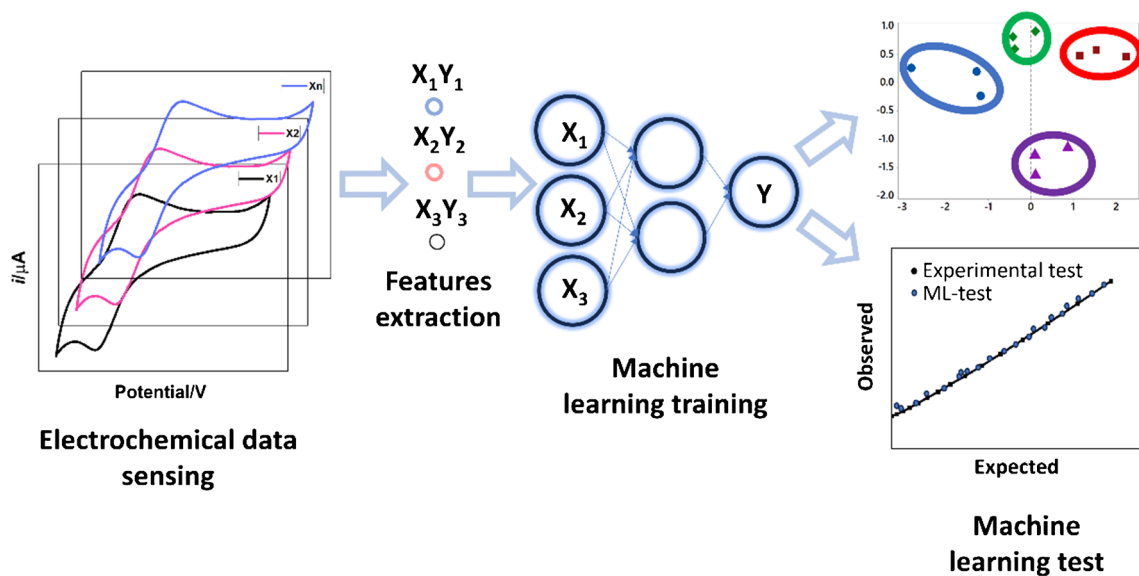 Xn
X2
X1
i/µA
Potential/V
Electrochemical data
sensing
X₁Y₁
X₂Y₂
X₃Y₃
Features
extraction
X₁
X₂
X₃
Y
Machine
learning training
1.0
0.5
0.0
-0.5
-1.0
-1.5
-2.0
-3
-2
-1
0
1
2
Experimental test
ML-test
Observed
Expected
Machine
learning test